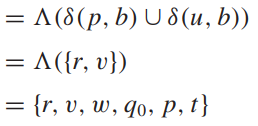 = Λ(δ(p, b) ∪ δ(u, b))
= Λ({r, v})
= {r, v, w, q₀, p, t}